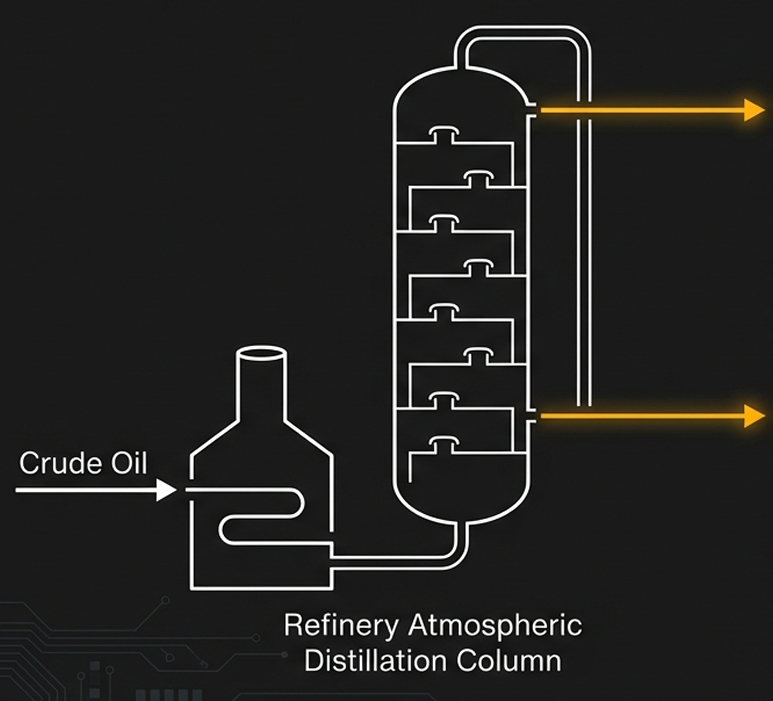 Crude Oil
Refinery Atmospheric
Distillation Column